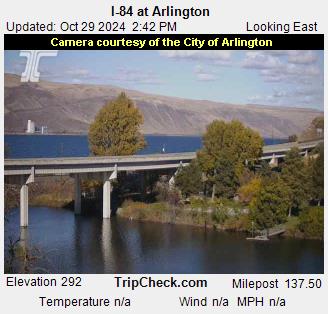 I-84 at Arlington
Updated: Oct 29 2024 2:42 PM Looking East
Camera courtesy of the City of Arlington
Elevation 292 TripCheck.com Milepost 137.50
Temperature n/a Wind n/a MPH n/a